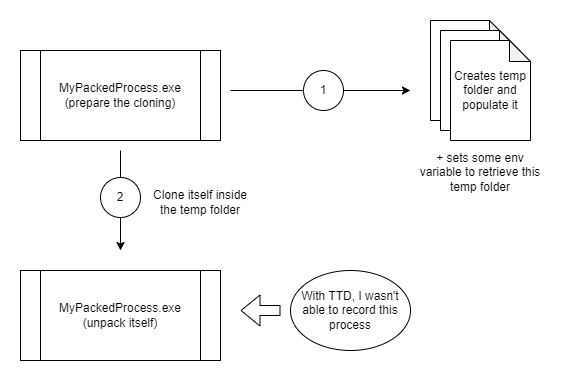 MyPackedProcess.exe
(prepare the cloning)
1
Creates temp
folder and
populate it
+ sets some env
variable to retrieve this
temp folder
2
Clone itself inside
the temp folder
MyPackedProcess.exe
(unpack itself)
With TTD, I wasn't
able to record this
process